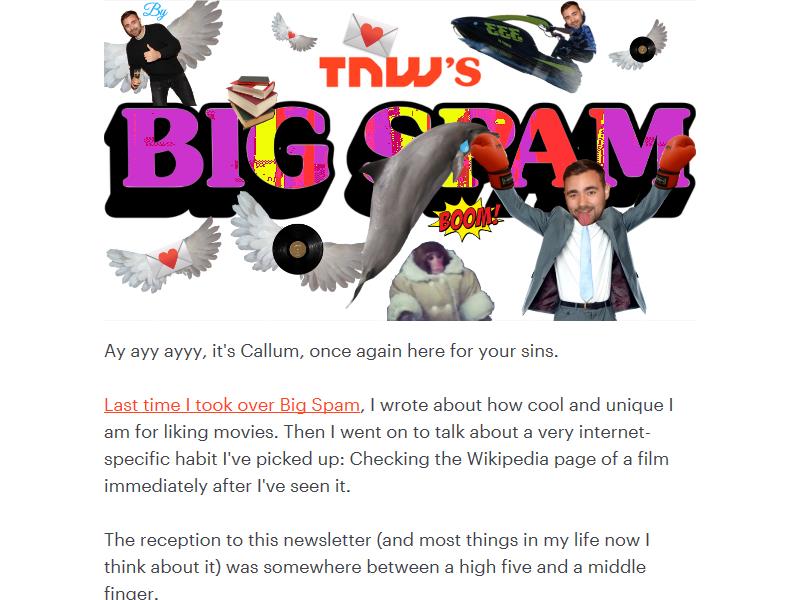 By
TNW'S
BIG SPAM
BOOM!
Ay ayy ayyy, it's Callum, once again here for your sins.
Last time I took over Big Spam, I wrote about how cool and unique I
am for liking movies. Then I went on to talk about a very internet-
specific habit I've picked up: Checking the Wikipedia page of a film
immediately after I've seen it.
The reception to this newsletter (and most things in my life now I
think about it) was somewhere between a high five and a middle
finger.